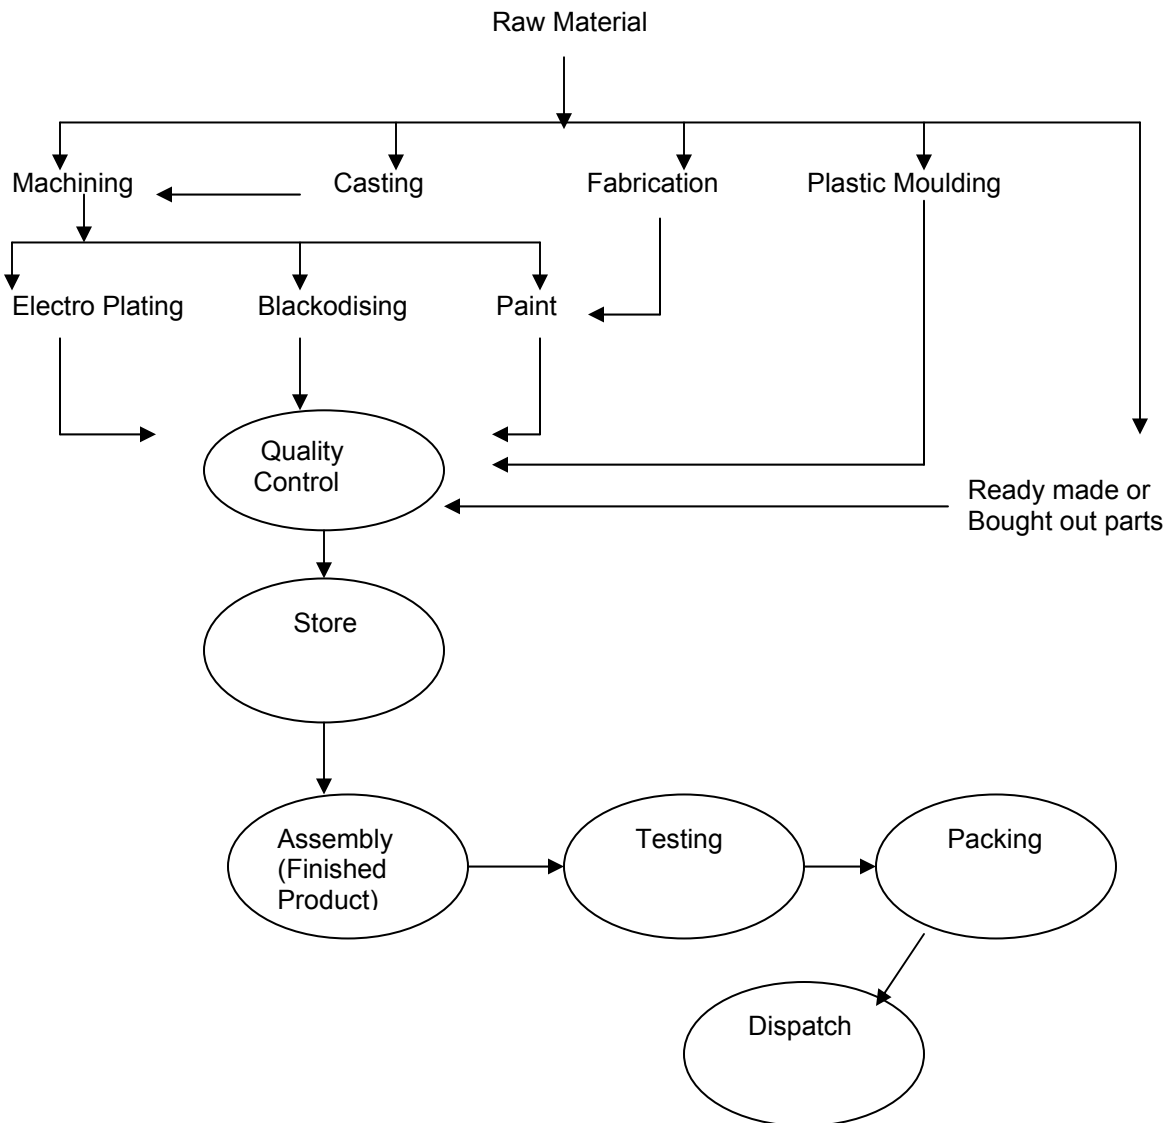 Raw Material
Machining
Casting
Fabrication
Plastic Moulding
Electro Plating
Blackodising
Paint
Quality
Control
Ready made or
Bought out parts
Store
Assembly
(Finished
Product)
Testing
Packing
Dispatch